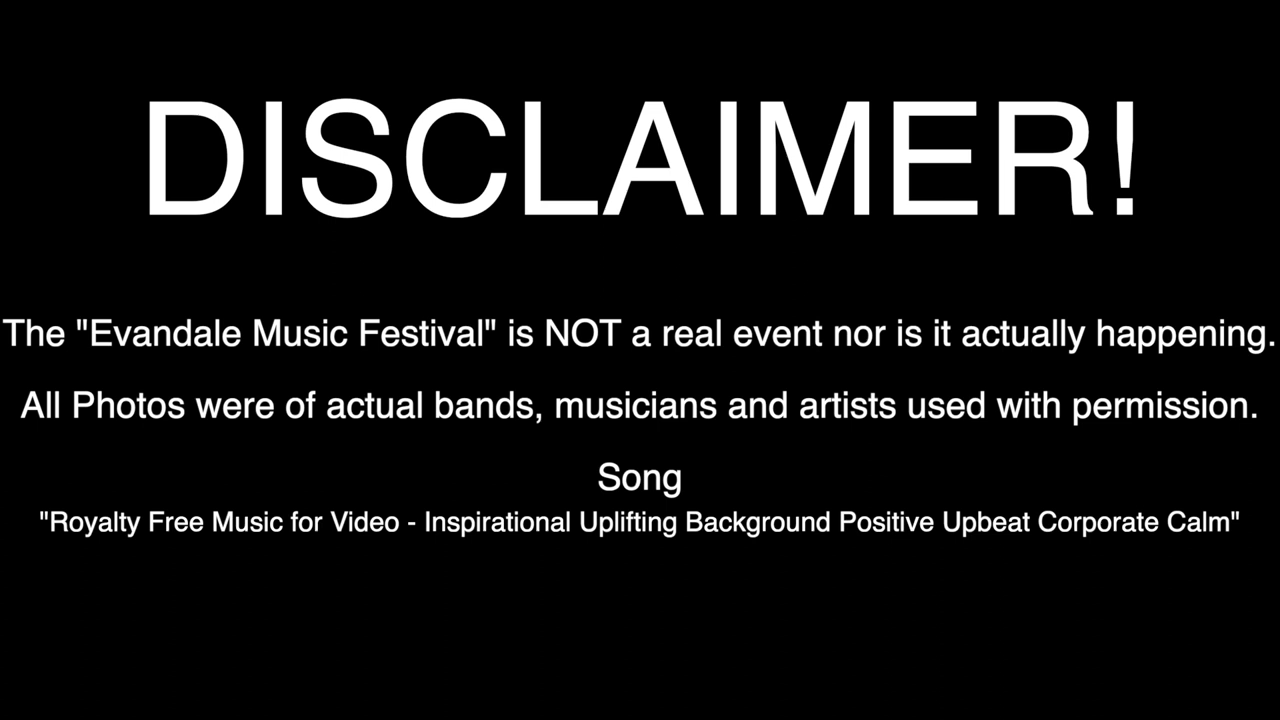 DISCLAIMER!
The "Evandale Music Festival" is NOT a real event nor is it actually happening.
All Photos were of actual bands, musicians and artists used with permission.
Song
"Royalty Free Music for Video - Inspirational Uplifting Background Positive Upbeat Corporate Calm"